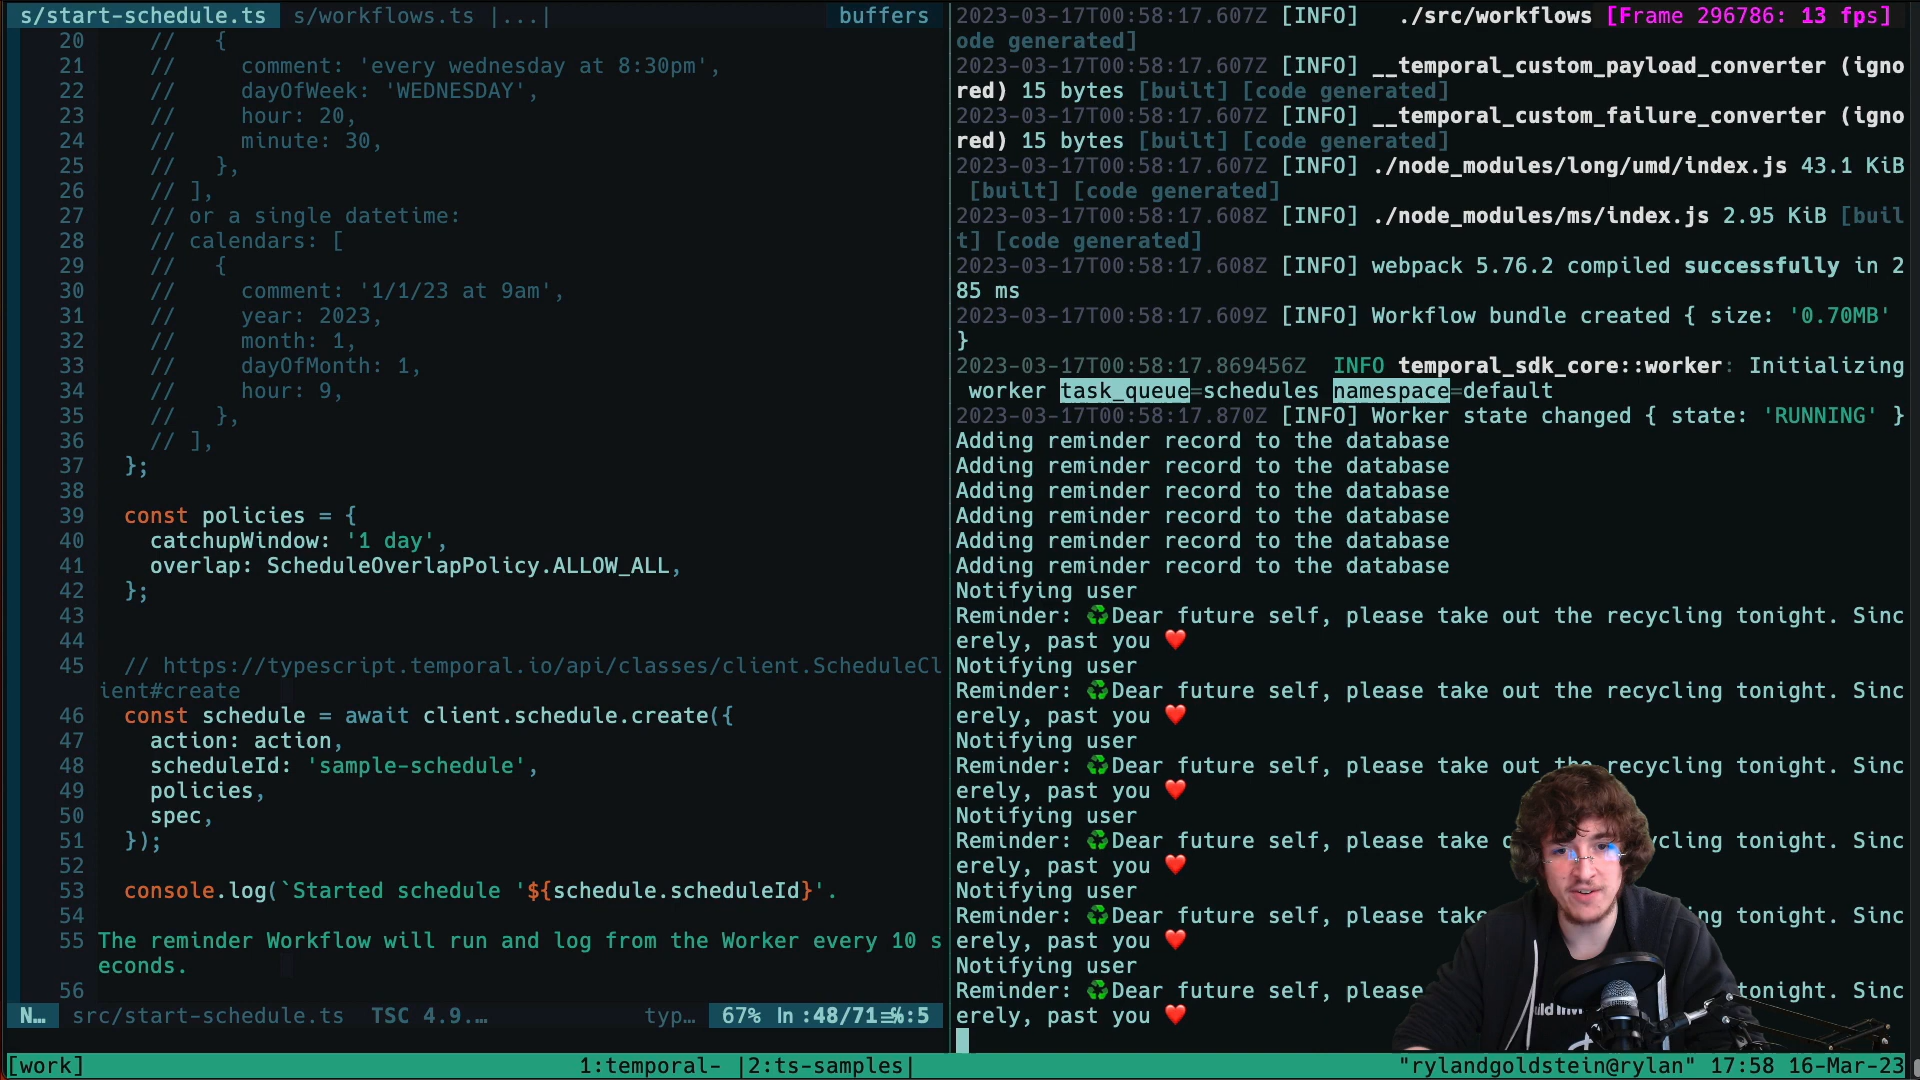 s/start-schedule.ts s/workflows.ts |...| buffers
20 // {
21 // comment: 'every wednesday at 8:30pm',
22 // dayOfWeek: 'WEDNESDAY',
23 // hour: 20,
24 // minute: 30,
25 // },
26 // ],
27 // or a single datetime:
28 // calendars: [
29 // {
30 // comment: '1/1/23 at 9am',
31 // year: 2023,
32 // month: 1,
33 // dayOfMonth: 1,
34 // hour: 9,
35 // },
36 // ],
37 };
38
39 const policies = {
40 catchupWindow: '1 day',
41 overlap: ScheduleOverlapPolicy.ALLOW_ALL,
42 };
43
44
45 // https://typescript.temporal.io/api/classes/client.ScheduleCl
ient#create
46 const schedule = await client.schedule.create({
47 action: action,
48 scheduleId: 'sample-schedule',
49 policies,
50 spec,
51 });
52
53 console.log(`Started schedule '${schedule.scheduleId}'.
54
55 The reminder Workflow will run and log from the Worker every 10 s
econds.
56
N… src/start-schedule.ts TSC 4.9.… typ… 67% ln :48/71≡℅:5
2023-03-17T00:58:17.607Z [INFO] ./src/workflows [Frame 296786: 13 fps]
ode generated]
2023-03-17T00:58:17.607Z [INFO] __temporal_custom_payload_converter (igno
red) 15 bytes [built] [code generated]
2023-03-17T00:58:17.607Z [INFO] __temporal_custom_failure_converter (igno
red) 15 bytes [built] [code generated]
2023-03-17T00:58:17.607Z [INFO] ./node_modules/long/umd/index.js 43.1 KiB
[built] [code generated]
2023-03-17T00:58:17.608Z [INFO] ./node_modules/ms/index.js 2.95 KiB [buil
t] [code generated]
2023-03-17T00:58:17.608Z [INFO] webpack 5.76.2 compiled successfully in 2
85 ms
2023-03-17T00:58:17.609Z [INFO] Workflow bundle created { size: '0.70MB'
}
2023-03-17T00:58:17.869456Z INFO temporal_sdk_core::worker: Initializing
worker task_queue=schedules namespace=default
2023-03-17T00:58:17.870Z [INFO] Worker state changed { state: 'RUNNING' }
Adding reminder record to the database
Adding reminder record to the database
Adding reminder record to the database
Adding reminder record to the database
Adding reminder record to the database
Adding reminder record to the database
Notifying user
Reminder: ♻️Dear future self, please take out the recycling tonight. Sinc
erely, past you ❤️
Notifying user
Reminder: ♻️Dear future self, please take out the recycling tonight. Sinc
erely, past you ❤️
Notifying user
Reminder: ♻️Dear future self, please take out the recycling tonight. Sinc
erely, past you ❤️
Notifying user
Reminder: ♻️Dear future self, please take cycling tonight. Sinc
erely, past you ❤️
Notifying user
Reminder: ♻️Dear future self, please take ng tonight. Sinc
erely, past you ❤️
Notifying user
Reminder: ♻️Dear future self, please tonight. Sinc
erely, past you ❤️
[work] 1:temporal- |2:ts-samples| "rylandgoldstein@rylan" 17:58 16-Mar-23